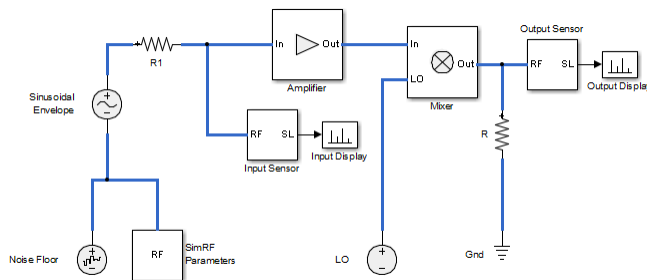 R1
In
Out
Amplifier
In
LO
Out
Mixer
Output Sensor
RF
SL
Output Display
Sinusoidal
Envelope
RF
SL
Input Sensor
Input Display
R
Noise Floor
RF
SimRF
Parameters
LO
Gnd